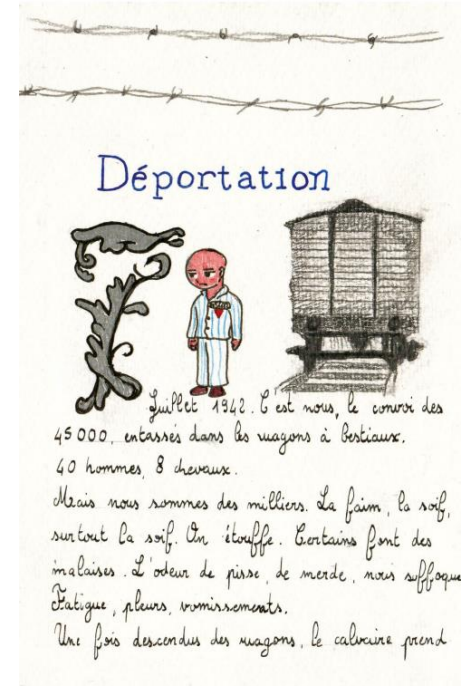 Déportation
Juillet 1942. C'est nous, le convoi des
45000, entassés dans les wagons à bestiaux.
40 hommes, 8 chevaux.
Mais nous sommes des milliers. La faim, la soif,
surtout la soif. On étouffe. Certains font des
malaises. L'odeur de pisse, de merde, nous suffoque
Fatigue, pleurs, vomissements.
Une fois descendus des wagons, le calvaire prend